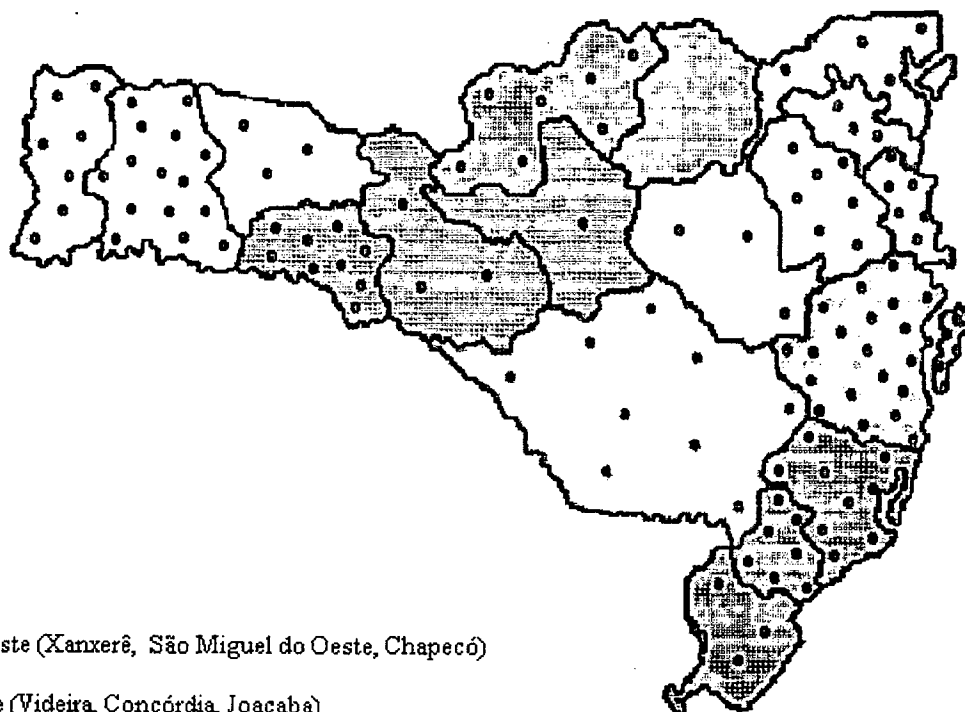 ste (Xanxerê, São Miguel do Oeste, Chapecó)
e (Videira, Concórdia, Joaçaba)